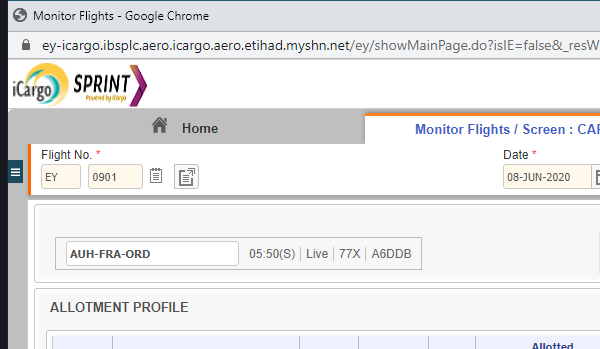 Monitor Flights - Google Chrome
ey-icargo.ibsplc.aero.icargo.aero.etihad.myshn.net/ey/showMainPage.do?isIE=false&_resW
iCargo SPRINT
Powered by iCargo
Home
Monitor Flights / Screen : CAP
Flight No. *
Date *
EY 0901
08-JUN-2020
AUH-FRA-ORD 05:50(S) Live 77X A6DDB
ALLOTMENT PROFILE
Allotted